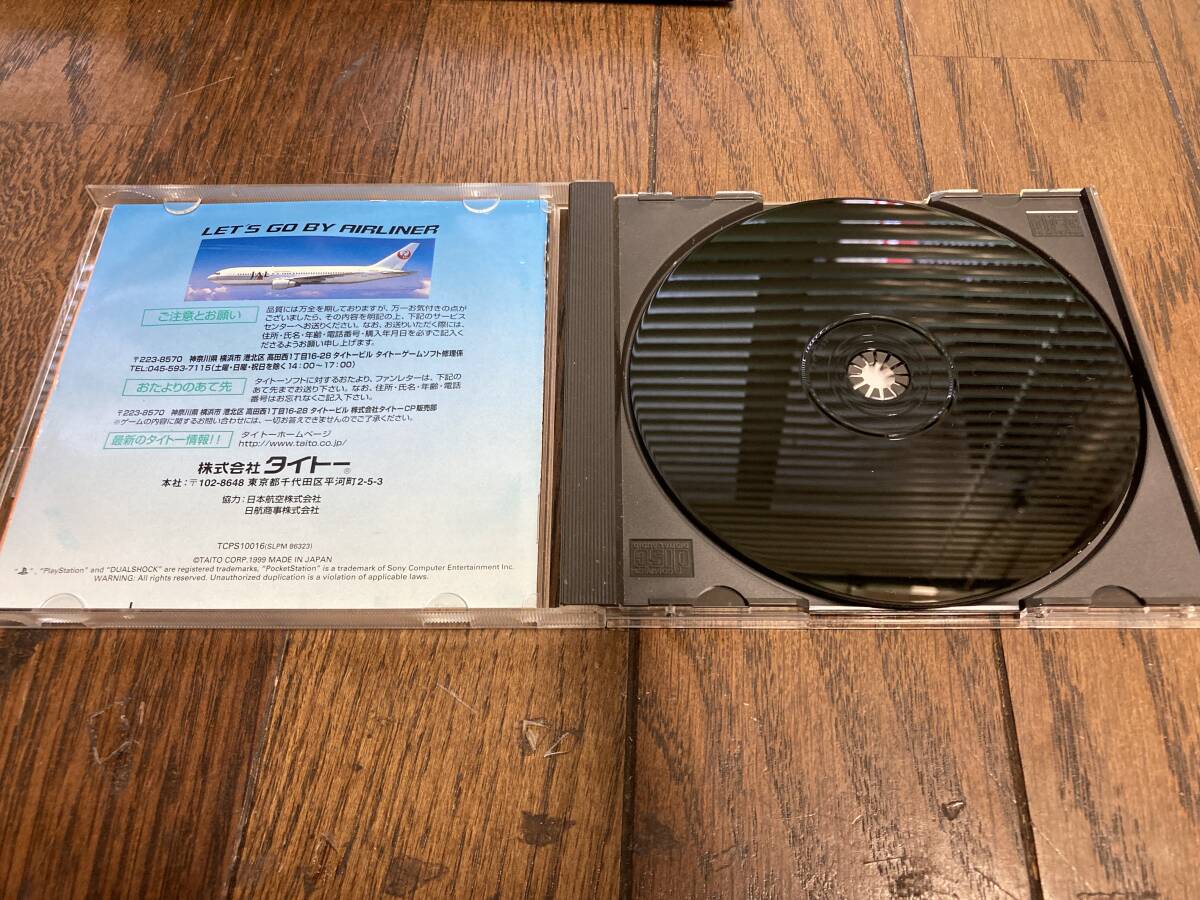 LET'S GO BY AIRLINER
JAL
ご注意とお願い
品質には万全を期しておりますが、万一お気付きの点が
ございましたら、その内容を明記の上、下記のサービス
センターへお送りください。なお、お送りいただく際には、
住所・氏名・年齢・電話番号・購入年月日を必ずご記入く
ださるようお願い申し上げます。
〒223-8570 神奈川県 横浜市 港北区 高田西1丁目16-28 タイトービル タイトーゲームソフト修理係
TEL:045-593-7115(土曜・日曜・祝日を除く14:00~17:00)
おたよりのあて先
タイトーソフトに対するおたより、ファンレターは、下記の
あて先までお送り下さい。なお、住所・氏名・年齢・電話
番号はお忘れなくご記入下さい。
〒223-8570 神奈川県 横浜市 港北区 高田西1丁目16-28 タイトービル 株式会社タイトーCP販売部
※ゲームの内容に関するお問い合わせには、一切お答えできませんのでご了承ください。
最新のタイトー情報!!
タイトーホームページ
http://www.taito.co.jp/
株式会社 タイトー®
本社:〒102-8648 東京都千代田区平河町2-5-3
協力:日本航空株式会社
日航商事株式会社
TCPS10016(SLPM 86323)
©TAITO CORP.1999 MADE IN JAPAN
" ", "PlayStation" and "DUALSHOCK" are registered trademarks, "PocketStation" is a trademark of Sony Computer Entertainment Inc.
WARNING: All rights reserved. Unauthorized duplication is a violation of applicable laws.